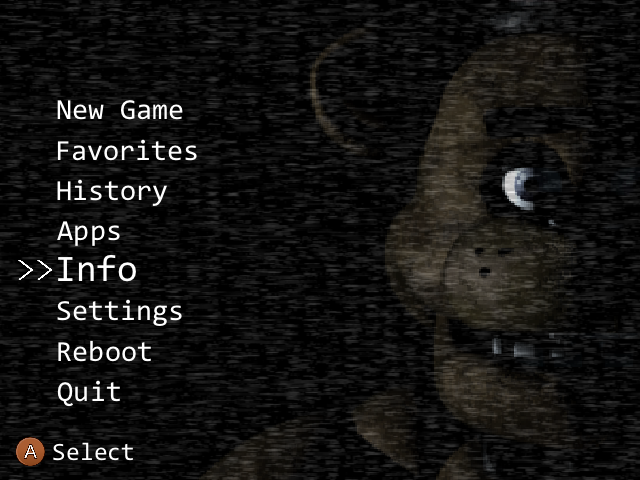 New Game
Favorites
History
Apps
>>Info
Settings
Reboot
Quit
A Select